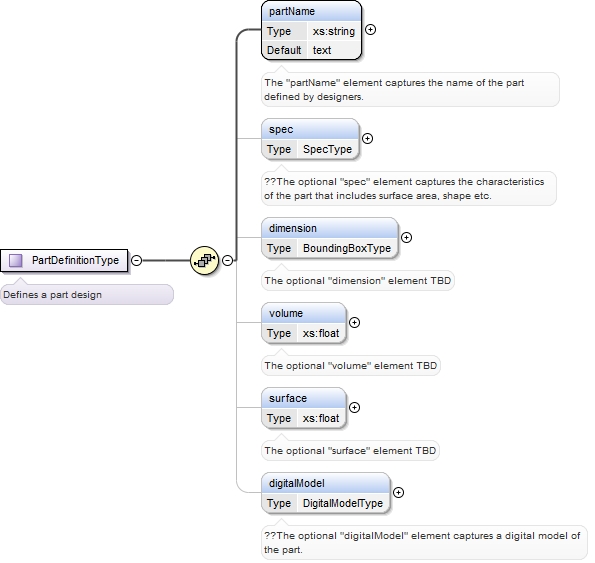 partName
Type xs:string
Default text
The "partName" element captures the name of the part
defined by designers.
spec
Type SpecType
??The optional "spec" element captures the characteristics
of the part that includes surface area, shape etc.
dimension
Type BoundingBoxType
PartDefinitionType
Defines a part design
The optional "dimension" element TBD
volume
Type xs:float
The optional "volume" element TBD
surface
Type xs:float
The optional "surface" element TBD
digitalModel
Type DigitalModelType
??The optional "digitalModel" element captures a digital model of
the part.